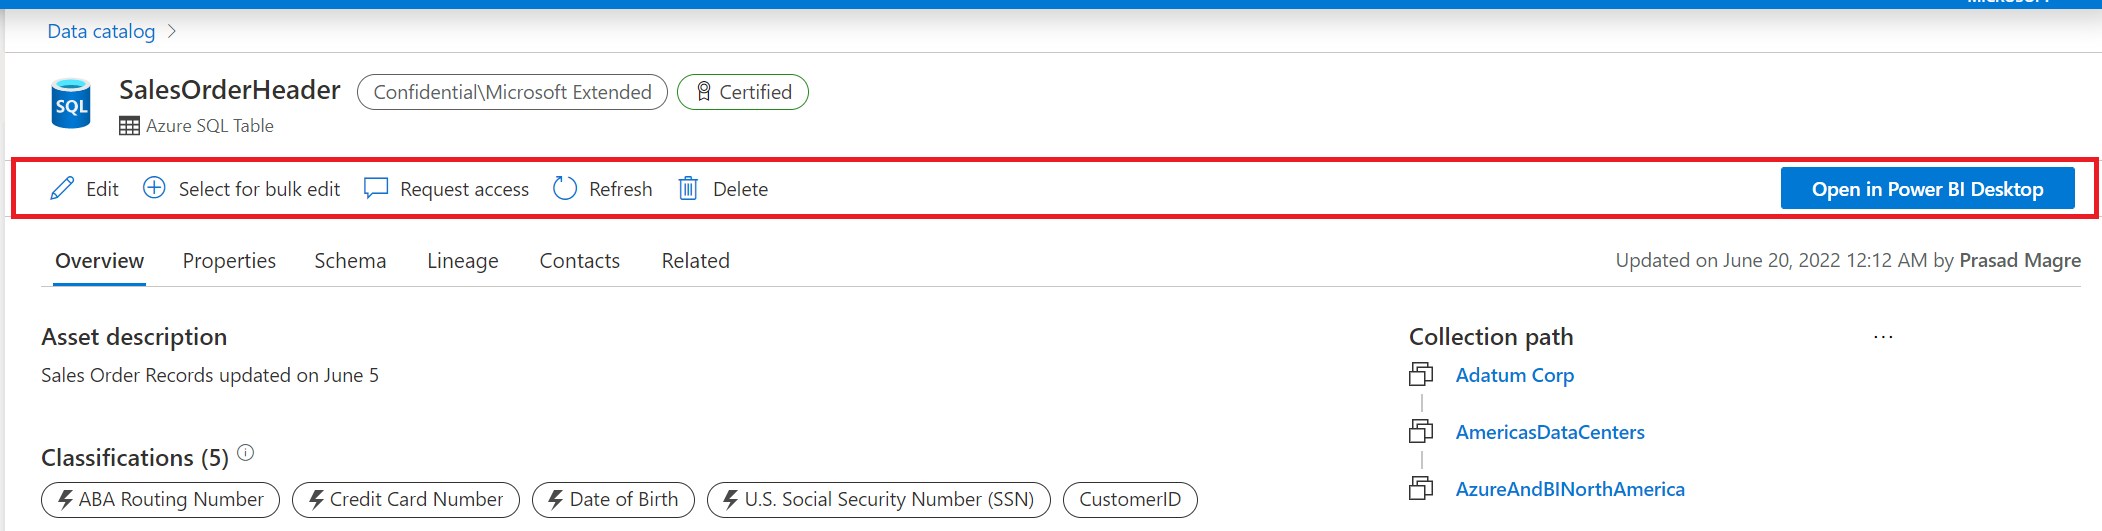 Data catalog >
SQL
SalesOrderHeader Confidential\Microsoft Extended Certified
Azure SQL Table
Edit Select for bulk edit Request access Refresh Delete Open in Power BI Desktop
Overview Properties Schema Lineage Contacts Related Updated on June 20, 2022 12:12 AM by Prasad Magre
Asset description
Sales Order Records updated on June 5
Classifications (5)
ABA Routing Number Credit Card Number Date of Birth U.S. Social Security Number (SSN) CustomerID
Collection path ...
Adatum Corp
AmericasDataCenters
AzureAndBINorthAmerica